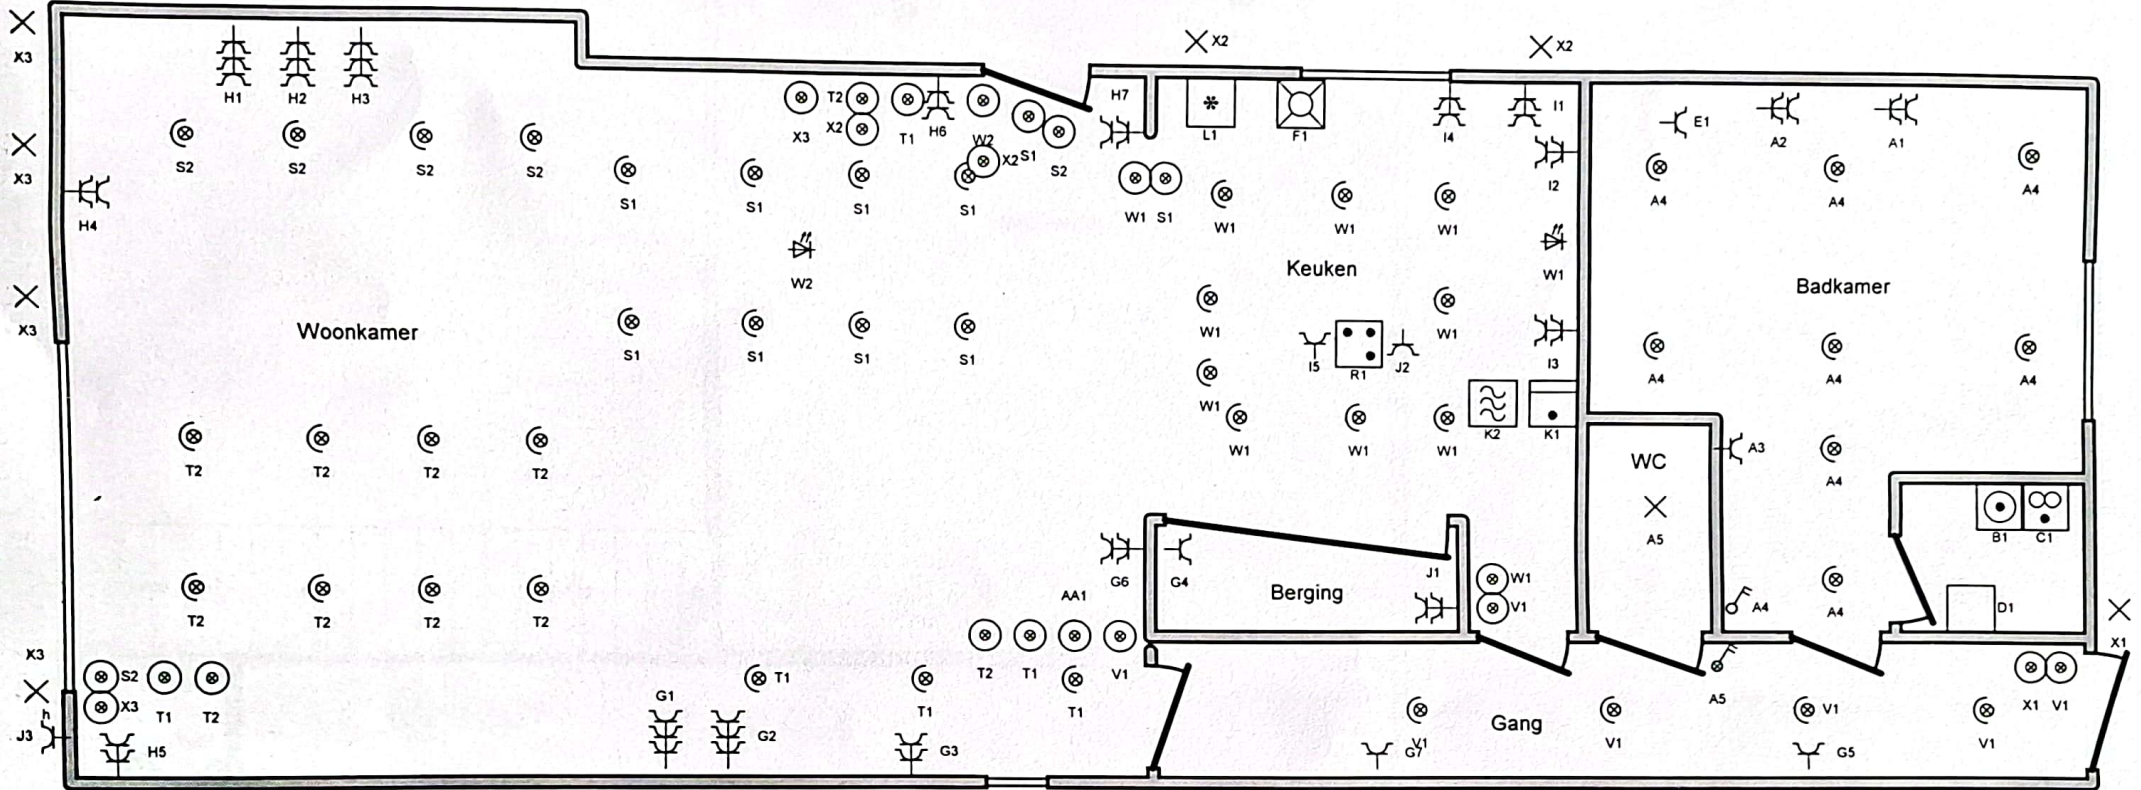 X3
H1 H2 H3
X2
X2
X3 T2 T1 H6 W2 S1 S2 H7 L1 F1 I4 I1
X2
X2
S2 S2 S2 S2
E1 A2 A1
X3
I2
S1 S1 S1 S1
W1 S1
A4 A4 A4
H4
W1 W1 W1
W2
Keuken
W1
Badkamer
X3
Woonkamer
W1 W1
S1 S1 S1 S1
I5 R1 J2 I3
A4 A4 A4
W1
K2 K1
T2 T2 T2 T2
W1 W1 W1
WC
A3
A4
A5
B1 C1
G6 G4
J1
W1
Berging
V1
AA1
T2 T2 T2 T2
A4 A4
D1
X1
X3
T2 T1 V1
S2
X3
T1 T2
G1
T1
T1 T1
A5
V1
X1 V1
h
J3
H5
G2 G3
V1
Gang
V1
V1
G7
G5